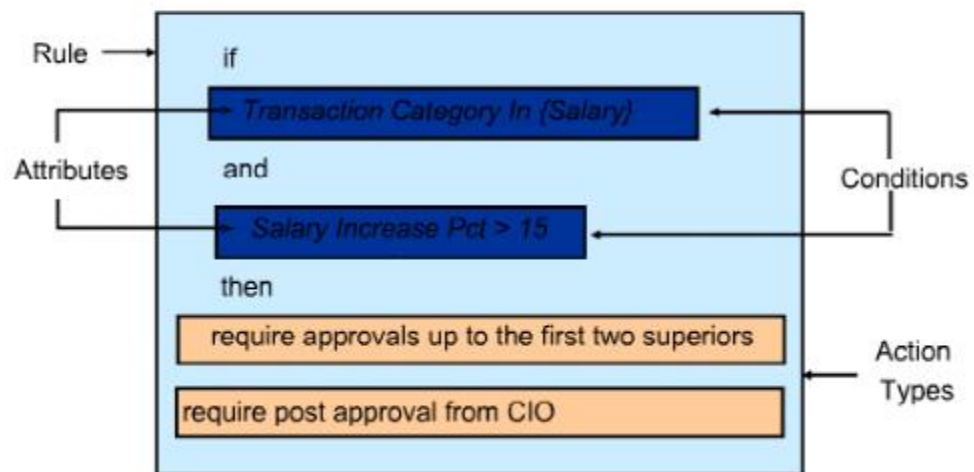 Rule
if
Transaction Category In {Salary}
Attributes
and
Conditions
Salary Increase Pct > 15
then
require approvals up to the first two superiors
Action
Types
require post approval from CIO